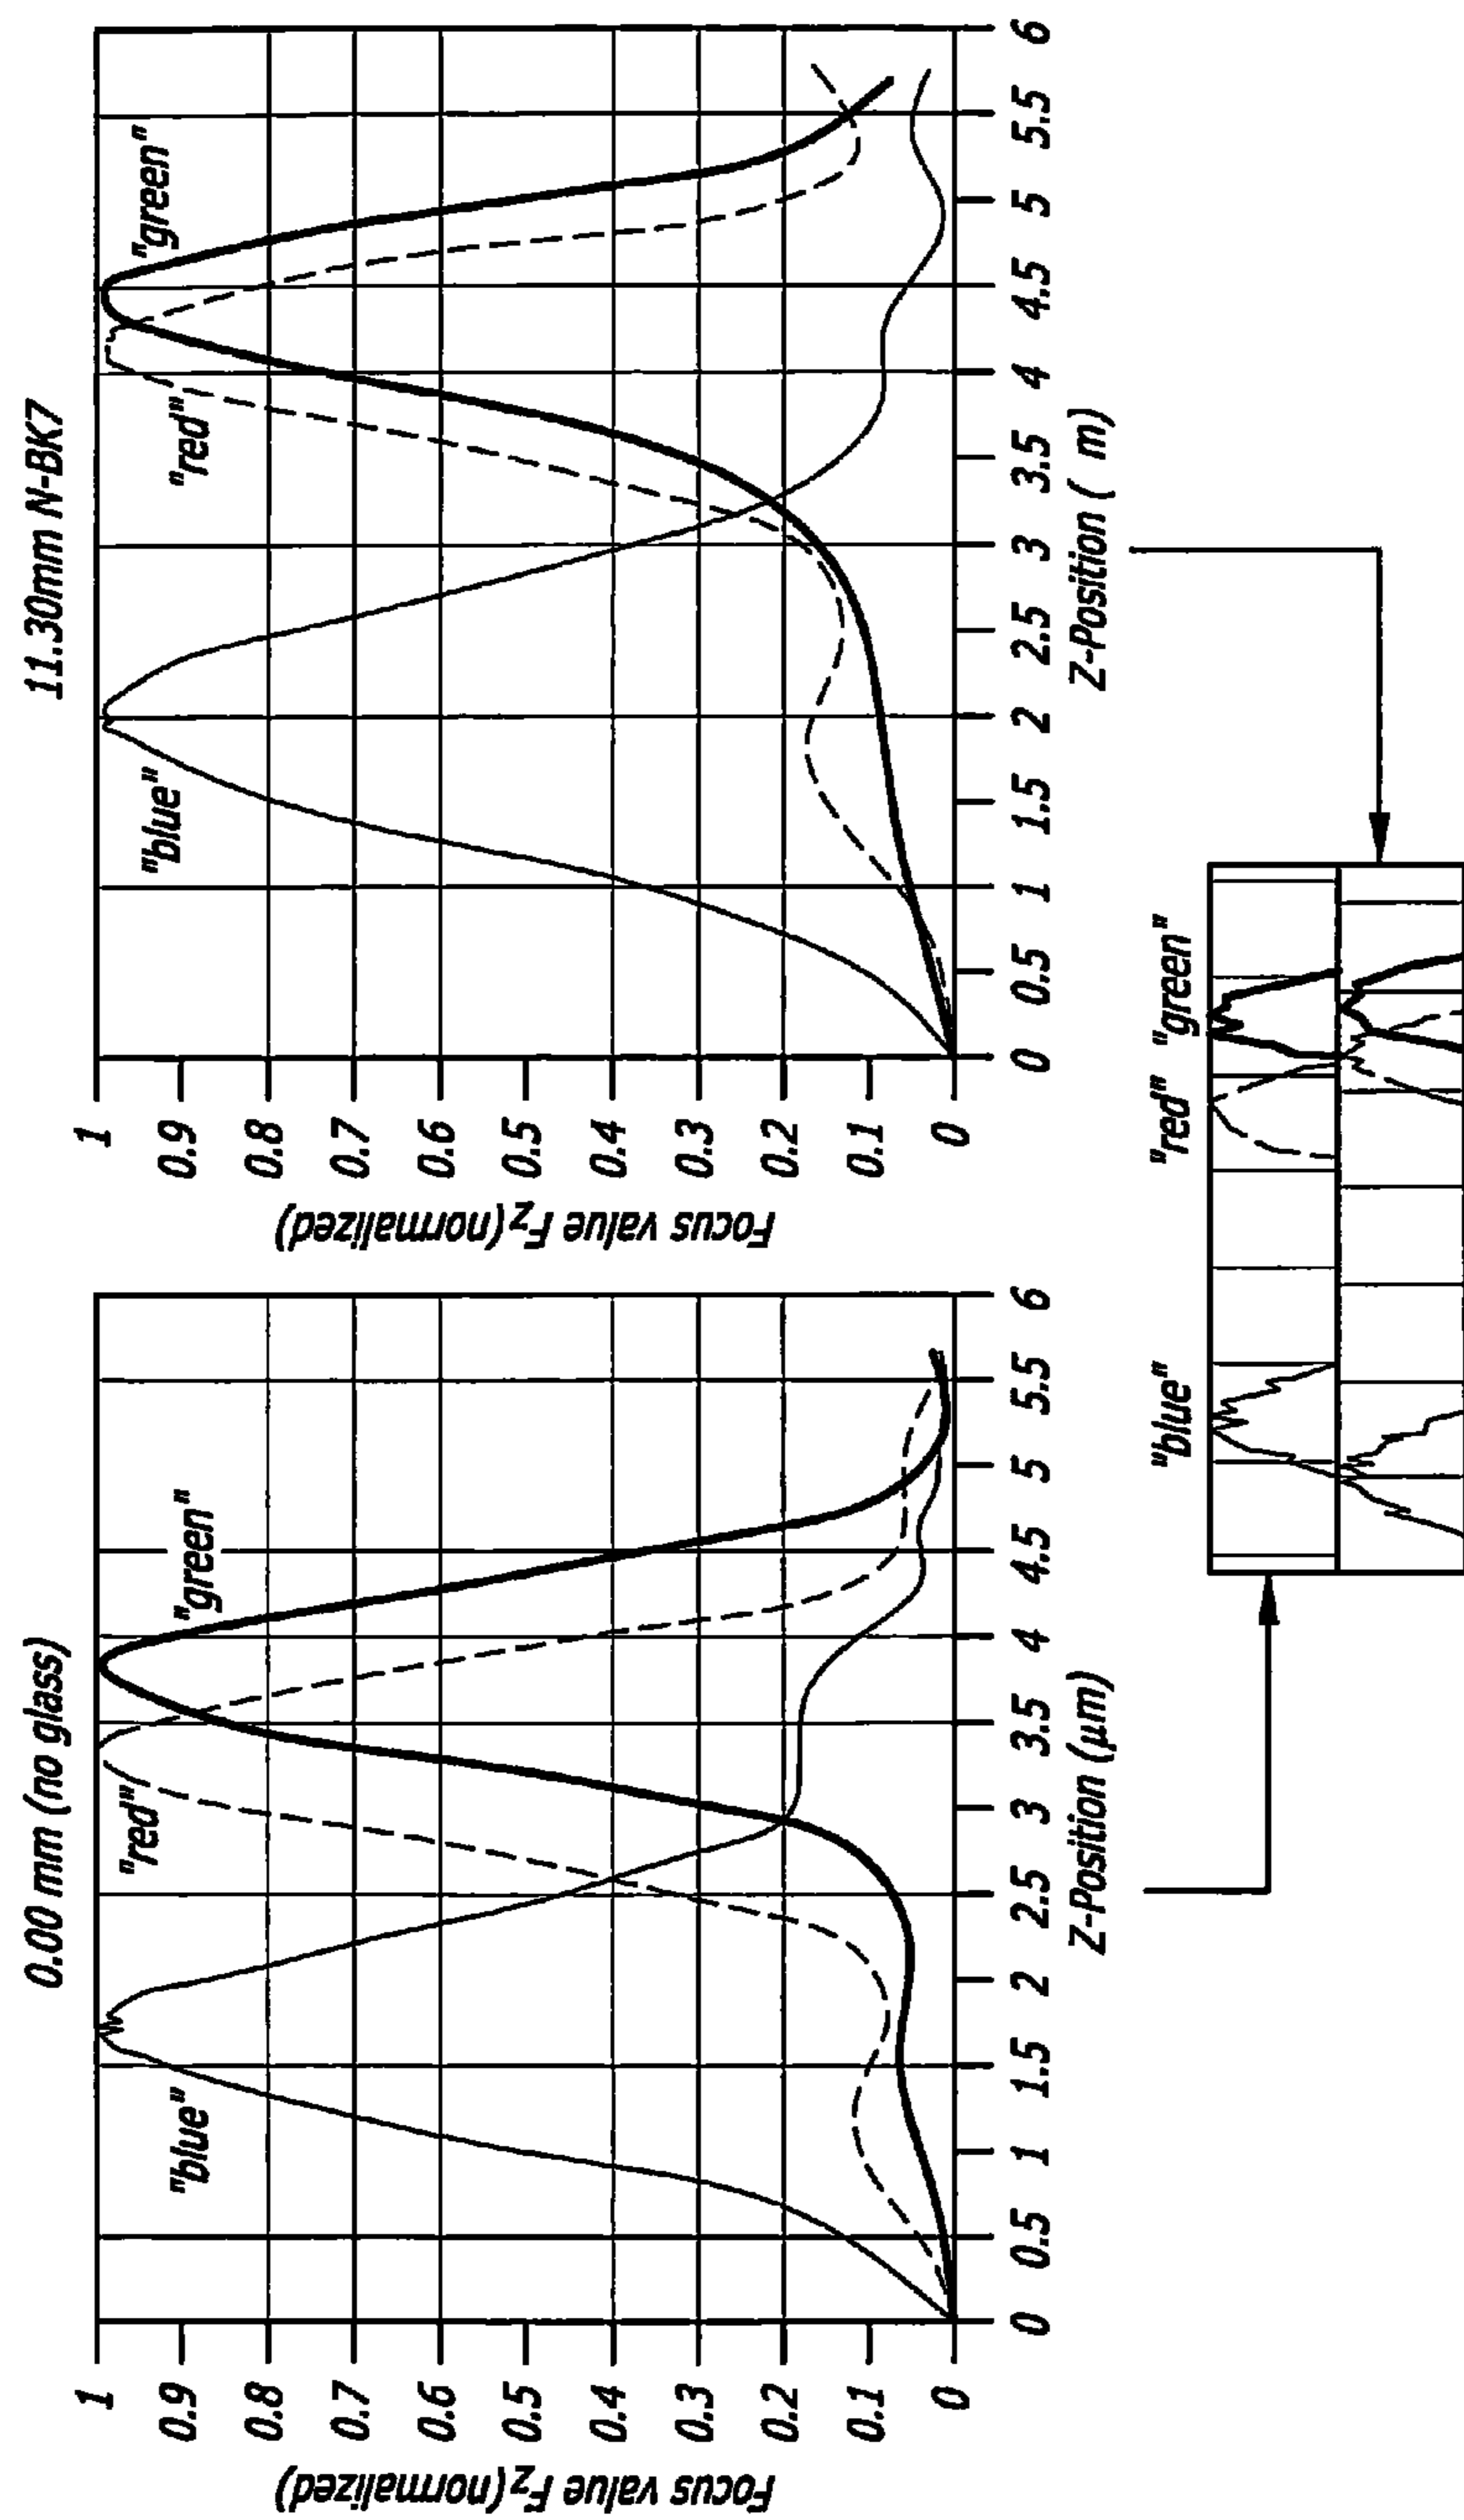 0.00 mm (no glass)
Focus value Fz (normalized)
1
0.9
0.8
0.7
0.6
0.5
0.4
0.3
0.2
0.1
0
"blue"
"red"
"green"
0 0.5 1 1.5 2 2.5 3 3.5 4 4.5 5 5.5 6
Z-Position (µm)
11.30mm N-BK7
Focus value Fz (normalized)
1
0.9
0.8
0.7
0.6
0.5
0.4
0.3
0.2
0.1
0
"blue"
"red"
"green"
0 0.5 1 1.5 2 2.5 3 3.5 4 4.5 5 5.5 6
Z-Position ( m)
"blue" "red" "green"